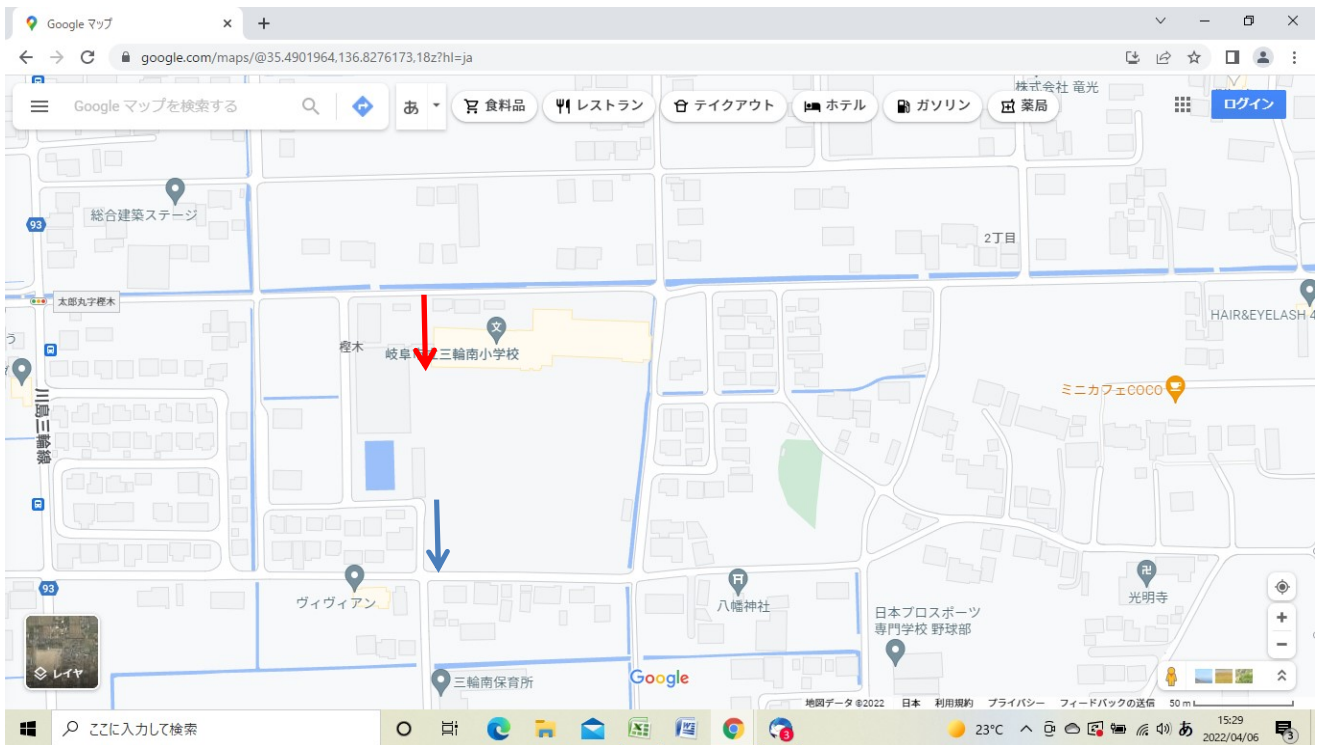 Google マップ
google.com/maps/@35.4901964,136.8276173,18z?hl=ja
株式会社 竜光
Google マップを検索する
あ
食料品
レストラン
テイクアウト
ホテル
ガソリン
薬局
ログイン
総合建築ステージ
93
2丁目
太郎丸字樫木
HAIR&EYELASH 4
樫木
文
三輪南小学校
ミニカフェCOCO
川島三輪線
93
ヴィヴィアン
八幡神社
光明寺
日本プロスポーツ
専門学校 野球部
レイヤ
三輪南保育所
Google
地図データ ©2022 日本 利用規約 プライバシー フィードバックの送信 50 m
ここに入力して検索
3
23°C
あ
15:29
2022/04/06
3